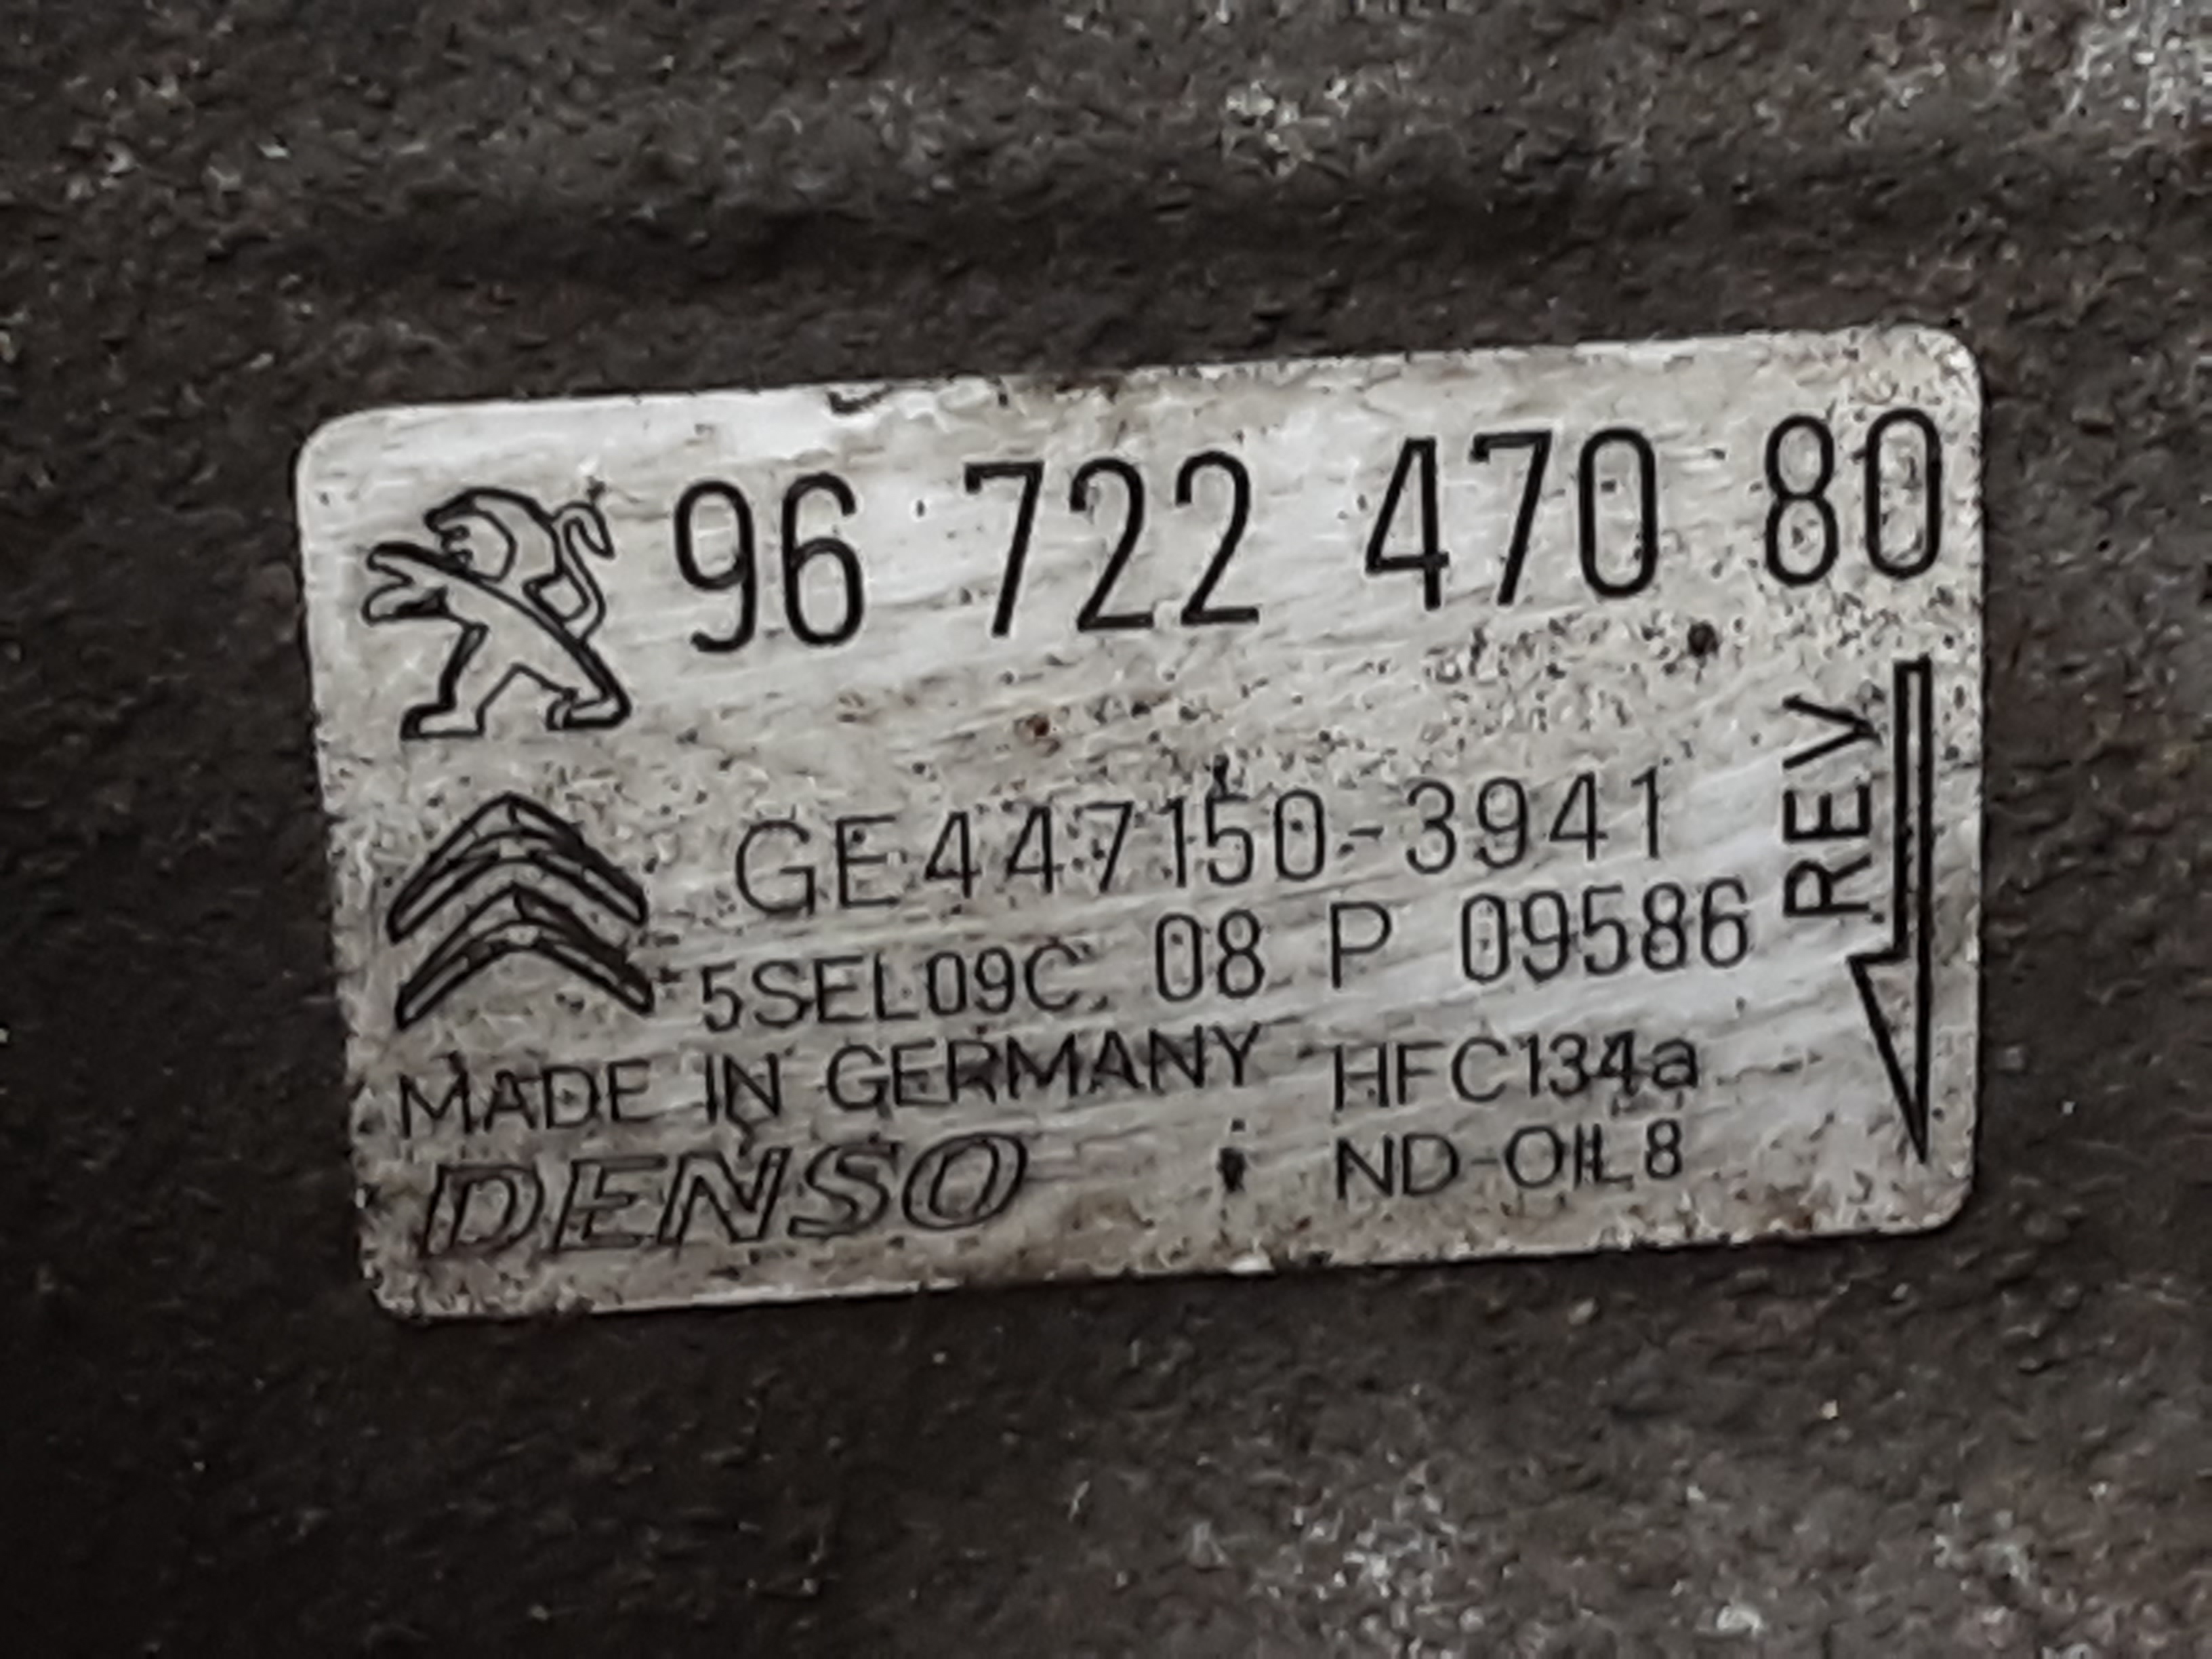 96 722 470 80
GE447150-3941
5SEL09C 08 P 09586
MADE IN GERMANY HFC134a
DENSO ND-OIL8
REV